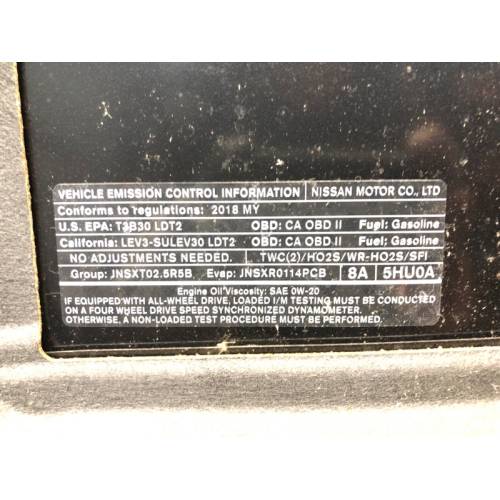 VEHICLE EMISSION CONTROL INFORMATION NISSAN MOTOR CO., LTD
Conforms to regulations: 2018 MY
U.S. EPA: T3B30 LDT2 OBD: CA OBD II Fuel: Gasoline
California: LEV3-SULEV30 LDT2 OBD: CA OBD II Fuel: Gasoline
NO ADJUSTMENTS NEEDED. TWC(2)/HO2S/WR-HO2S/SFI
Group: JNSXT02.5R5B Evap: JNSXR0114PCB 8A 5HU0A
Engine Oil Viscosity: SAE 0W-20
IF EQUIPPED WITH ALL-WHEEL DRIVE, LOADED I/M TESTING MUST BE CONDUCTED
ON A FOUR WHEEL DRIVE SPEED SYNCHRONIZED DYNAMOMETER.
OTHERWISE, A NON-LOADED TEST PROCEDURE MUST BE CONDUCTED.